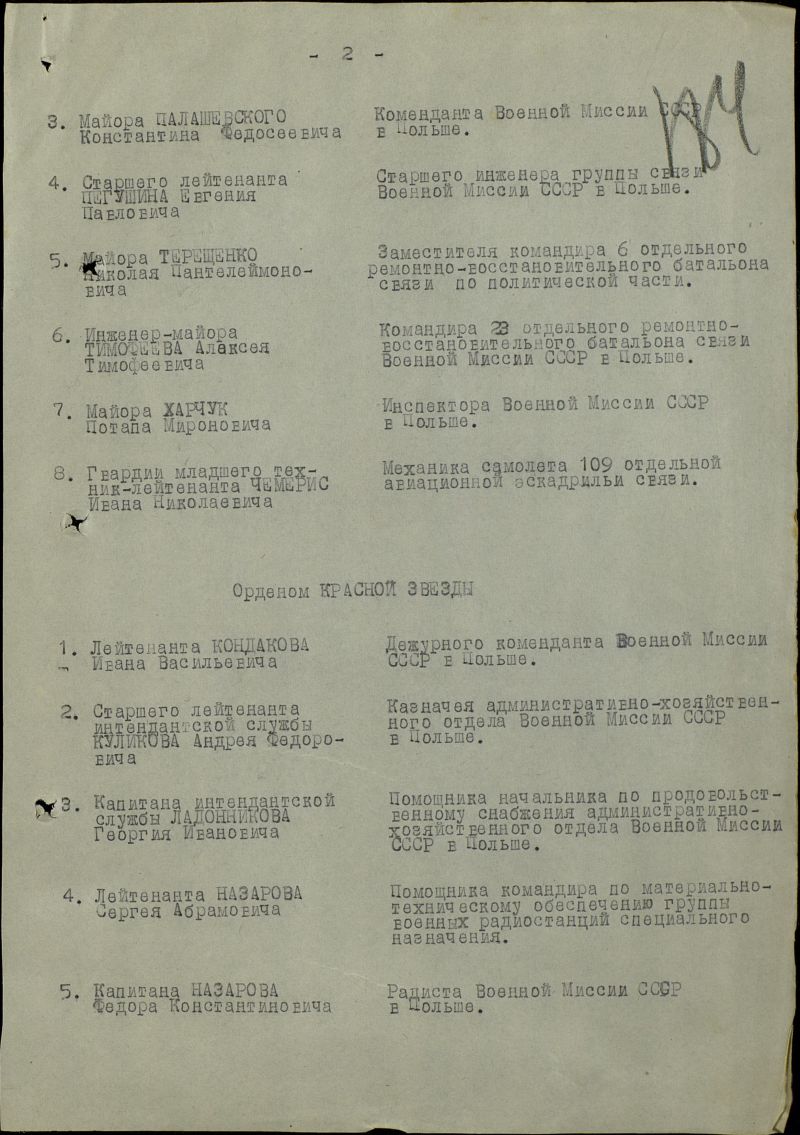 - 2 -
3. Майора ПАЛАШЕВСКОГО
Константина Федосеевича
Коменданта Военной Миссии СССР
в Польше.
4. Старшего лейтенанта
ПЕГУШИНА Евгения
Павловича
Старшего инженера группы связи
Военной Миссии СССР в Польше.
5. Майора ТЕРЕЩЕНКО
Николая Пантелеймоно-
вича
Заместителя командира 6 отдельного
ремонтно-восстановительного батальона
связи по политической части.
6. Инженер-майора
ТИМОФЕЕВА Алексея
Тимофеевича
Командира 23 отдельного ремонтно-
восстановительного батальона связи
Военной Миссии СССР в Польше.
7. Майора ХАРЧУК
Потапа Мироновича
Инспектора Военной Миссии СССР
в Польше.
8. Гвардии младшего тех-
ник-лейтенанта ЧЕМЕРИС
Ивана Николаевича
Механика самолета 109 отдельной
авиационной эскадрильи связи.
Орденом КРАСНОЙ ЗВЕЗДЫ
1. Лейтенанта КОНДАКОВА
Ивана Васильевича
Дежурного коменданта Военной Миссии
СССР в Польше.
2. Старшего лейтенанта
интендантской службы
КУЛИКОВА Андрея Федоро-
вича
Казначея административно-хозяйствен-
ного отдела Военной Миссии СССР
в Польше.
3. Капитана интендантской
службы ЛАДОННИКОВА
Георгия Ивановича
Помощника начальника по продовольст-
венному снабжения административно-
хозяйственного отдела Военной Миссии
СССР в Польше.
4. Лейтенанта НАЗАРОВА
Сергея Абрамовича
Помощника командира по материально-
техническому обеспечению группы
военных радиостанций специального
назначения.
5. Капитана НАЗАРОВА
Федора Константиновича
Радиста Военной Миссии СССР
в Польше.